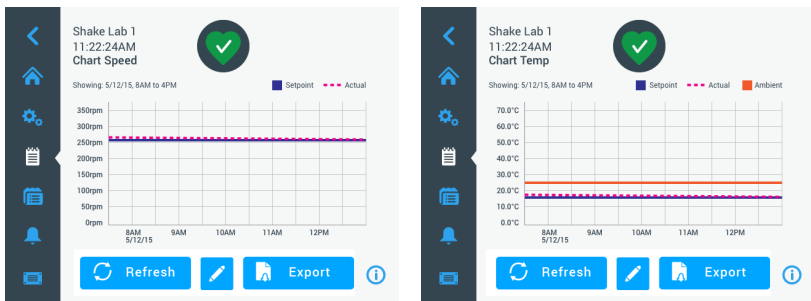 Shake Lab 1
11:22:24AM
Chart Speed
Showing: 5/12/15, 8AM to 4PM
Setpoint Actual
350rpm
300rpm
250rpm
200rpm
150rpm
100rpm
50rpm
0rpm
8AM 9AM 10AM 11AM 12PM
5/12/15
Refresh Export
Shake Lab 1
11:22:24AM
Chart Temp
Showing: 5/12/15, 8AM to 4PM
Setpoint Actual Ambient
70.0°C
60.0°C
50.0°C
40.0°C
30.0°C
20.0°C
10.0°C
0.0°C
8AM 9AM 10AM 11AM 12PM
5/12/15
Refresh Export